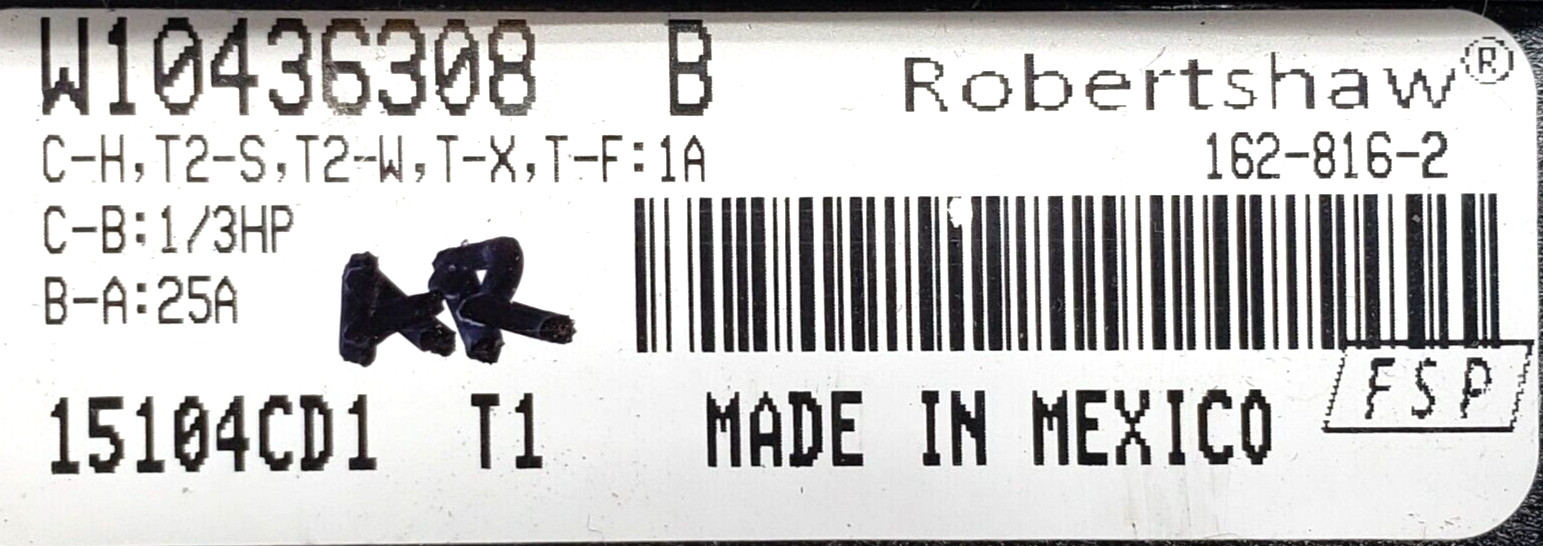 W10436308 B
Robertshaw®
C-H,T2-S,T2-W,T-X,T-F:1A
162-816-2
C-B:1/3HP
B-A:25A
15104CD1 T1
MADE IN MEXICO
FSP